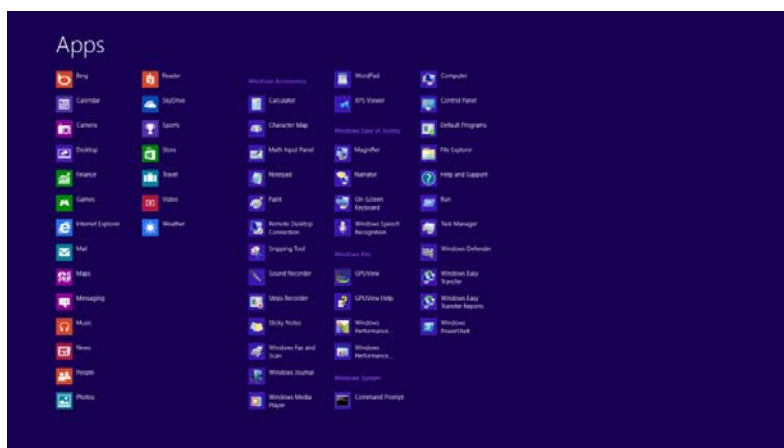 Apps
Bing
Calendar
Camera
Desktop
Finance
Games
Internet Explorer
Mail
Maps
Messaging
Music
News
People
Photos
Reader
SkyDrive
Sports
Store
Travel
Video
Weather
Windows Accessories
Calculator
Character Map
Math Input Panel
Notepad
Paint
Remote Desktop
Connection
Snipping Tool
Sound Recorder
Steps Recorder
Sticky Notes
Windows Fax and
Scan
Windows Journal
Windows Media
Player
WordPad
XPS Viewer
Windows Ease of Access
Magnifier
Narrator
On-Screen
Keyboard
Windows Speech
Recognition
Windows Kits
GPUView
GPUView Help
Windows
Performance...
Windows
Performance...
Windows System
Command Prompt
Computer
Control Panel
Default Programs
File Explorer
Help and Support
Run
Task Manager
Windows Defender
Windows Easy
Transfer
Windows Easy
Transfer Reports
Windows
PowerShell